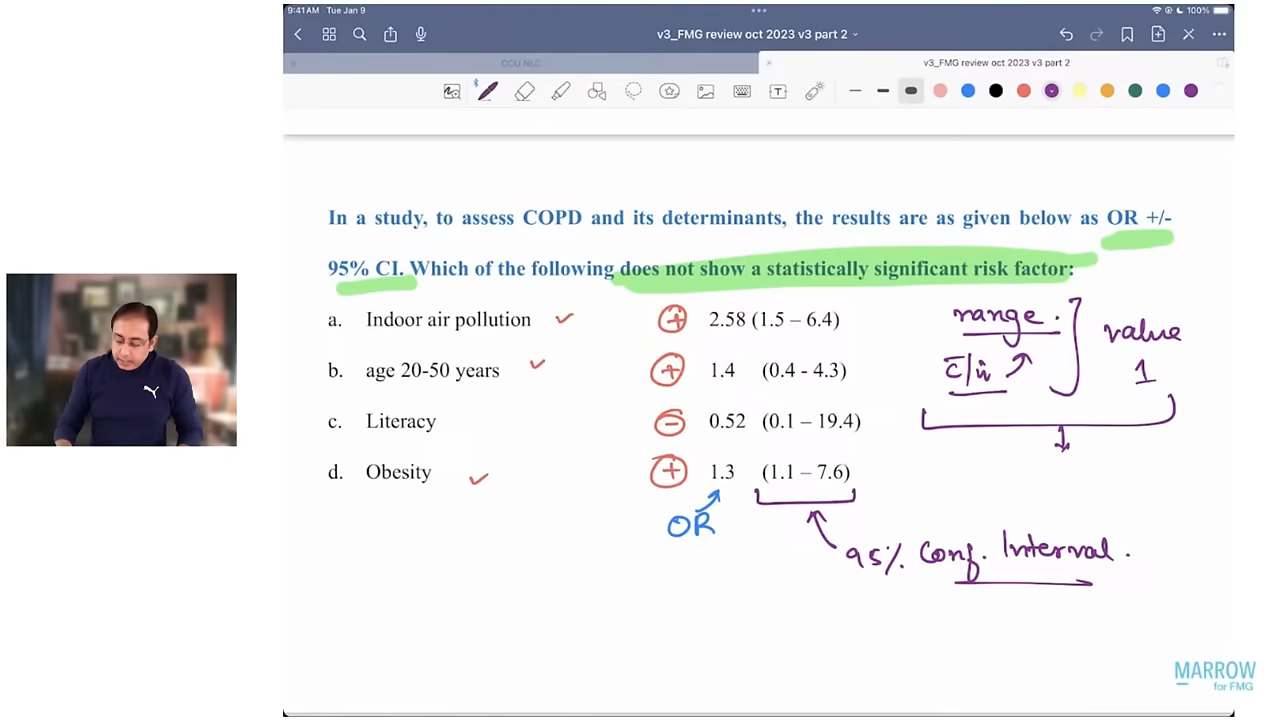 9:41 AM Tue Jan 9
100%
v3_FMG review oct 2023 v3 part 2
CCU NLC
v3_FMG review oct 2023 v3 part 2
In a study, to assess COPD and its determinants, the results are as given below as OR +/-
95% CI. Which of the following does not show a statistically significant risk factor:
a. Indoor air pollution + 2.58 (1.5 – 6.4)
b. age 20-50 years + 1.4 (0.4 - 4.3)
c. Literacy - 0.52 (0.1 – 19.4)
d. Obesity + 1.3 (1.1 – 7.6)
range.
value
1
OR
95% Conf. Interval.
MARROW
for FMG